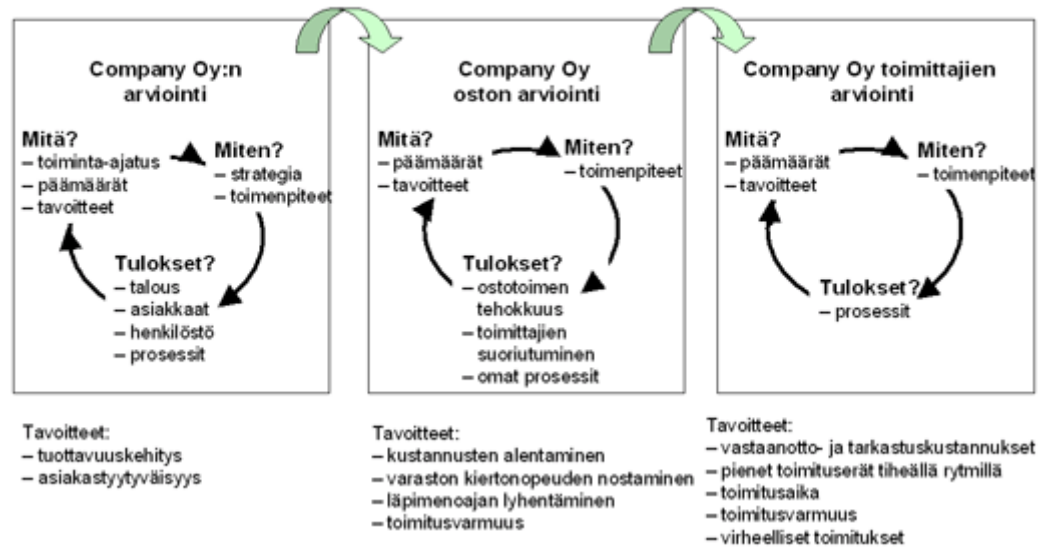 Company Oy:n
arviointi
Mitä?
– toiminta-ajatus
– päämäärät
– tavoitteet
Miten?
– strategia
– toimenpiteet
Tulokset?
– talous
– asiakkaat
– henkilöstö
– prosessit
Tavoitteet:
– tuottavuuskehitys
– asiakastyytyväisyys
Company Oy
oston arviointi
Mitä?
– päämäärät
– tavoitteet
Miten?
– toimenpiteet
Tulokset?
– ostotoimen
tehokkuus
– toimittajien
suoriutuminen
– omat prosessit
Tavoitteet:
– kustannusten alentaminen
– varaston kiertonopeuden nostaminen
– läpimenoajan lyhentäminen
– toimitusvarmuus
Company Oy toimittajien
arviointi
Mitä?
– päämäärät
– tavoitteet
Miten?
– toimenpiteet
Tulokset?
– prosessit
Tavoitteet:
– vastaanotto- ja tarkastuskustannukset
– pienet toimituserät tiheällä rytmillä
– toimitusaika
– toimitusvarmuus
– virheelliset toimitukset